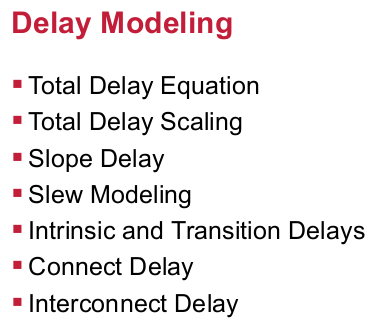 Delay Modeling
▪ Total Delay Equation
▪ Total Delay Scaling
▪ Slope Delay
▪ Slew Modeling
▪ Intrinsic and Transition Delays
▪ Connect Delay
▪ Interconnect Delay